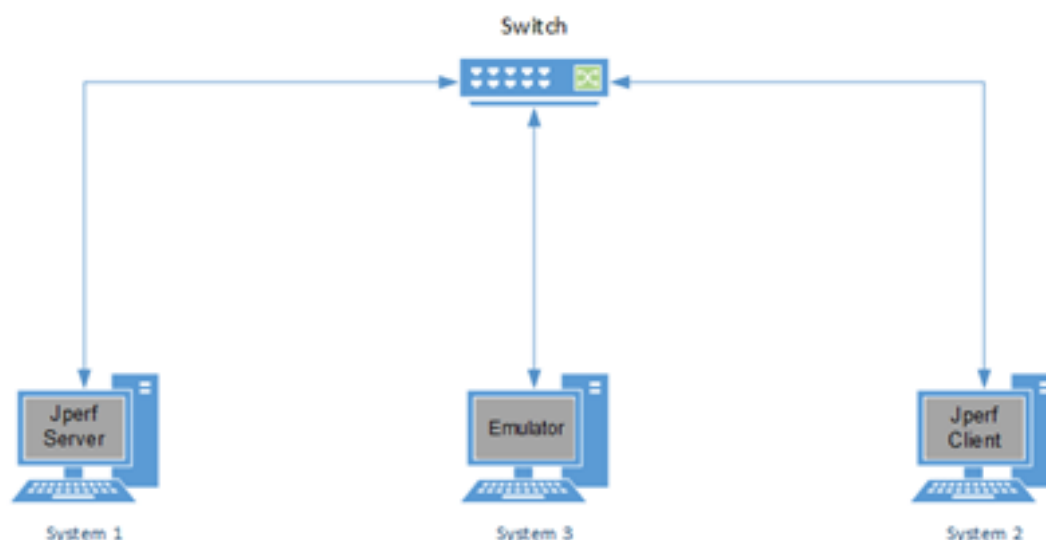 Switch
Jperf
Server
Emulator
Jperf
Client
System 1
System 3
System 2